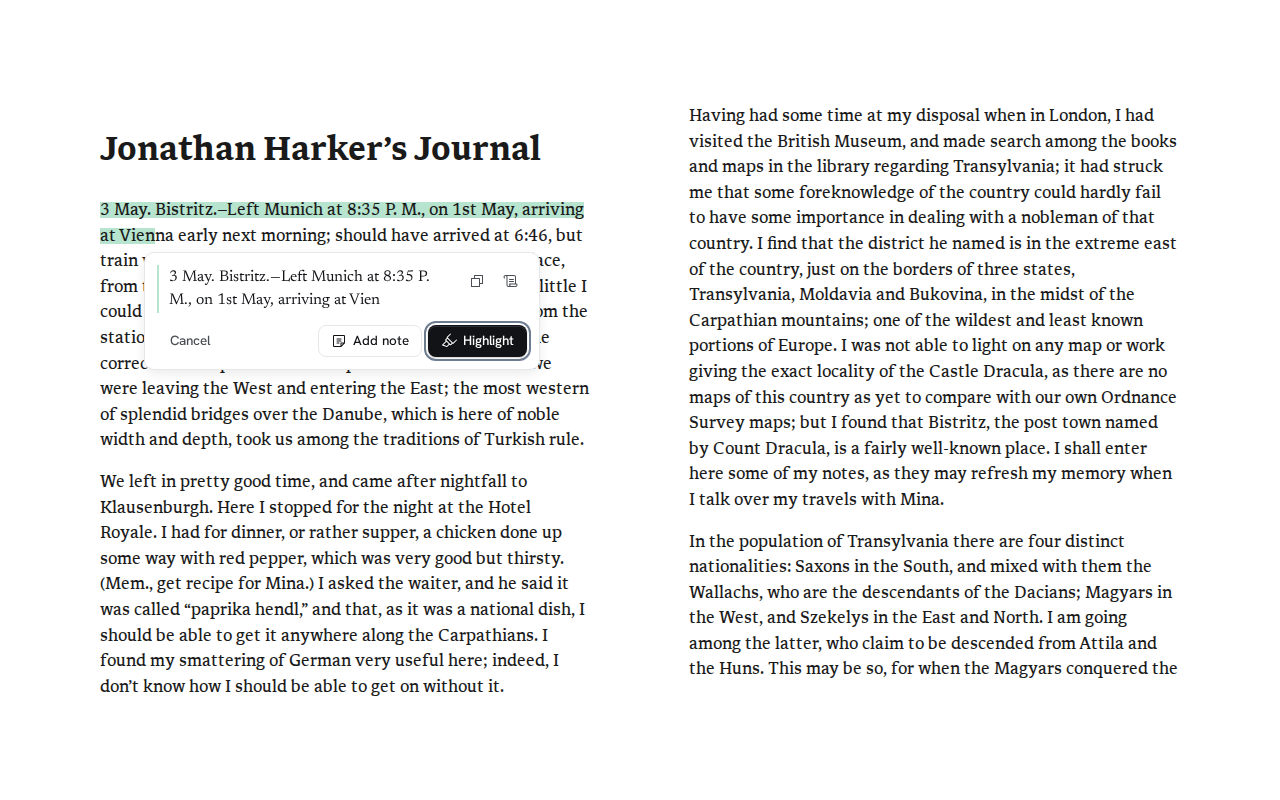 Jonathan Harker’s Journal
3 May. Bistritz.—Left Munich at 8:35 P. M., on 1st May, arriving
at Vienna early next morning; should have arrived at 6:46, but
train
ace,
from
little I
could
om the
statio
correc
were leaving the West and entering the East; the most western
of splendid bridges over the Danube, which is here of noble
width and depth, took us among the traditions of Turkish rule.
3 May. Bistritz.—Left Munich at 8:35 P.
M., on 1st May, arriving at Vien
Cancel
Add note
Highlight
We left in pretty good time, and came after nightfall to
Klausenburgh. Here I stopped for the night at the Hotel
Royale. I had for dinner, or rather supper, a chicken done up
some way with red pepper, which was very good but thirsty.
(Mem., get recipe for Mina.) I asked the waiter, and he said it
was called “paprika hendl,” and that, as it was a national dish, I
should be able to get it anywhere along the Carpathians. I
found my smattering of German very useful here; indeed, I
don’t know how I should be able to get on without it.
Having had some time at my disposal when in London, I had
visited the British Museum, and made search among the books
and maps in the library regarding Transylvania; it had struck
me that some foreknowledge of the country could hardly fail
to have some importance in dealing with a nobleman of that
country. I find that the district he named is in the extreme east
of the country, just on the borders of three states,
Transylvania, Moldavia and Bukovina, in the midst of the
Carpathian mountains; one of the wildest and least known
portions of Europe. I was not able to light on any map or work
giving the exact locality of the Castle Dracula, as there are no
maps of this country as yet to compare with our own Ordnance
Survey maps; but I found that Bistritz, the post town named
by Count Dracula, is a fairly well-known place. I shall enter
here some of my notes, as they may refresh my memory when
I talk over my travels with Mina.
In the population of Transylvania there are four distinct
nationalities: Saxons in the South, and mixed with them the
Wallachs, who are the descendants of the Dacians; Magyars in
the West, and Szekelys in the East and North. I am going
among the latter, who claim to be descended from Attila and
the Huns. This may be so, for when the Magyars conquered the